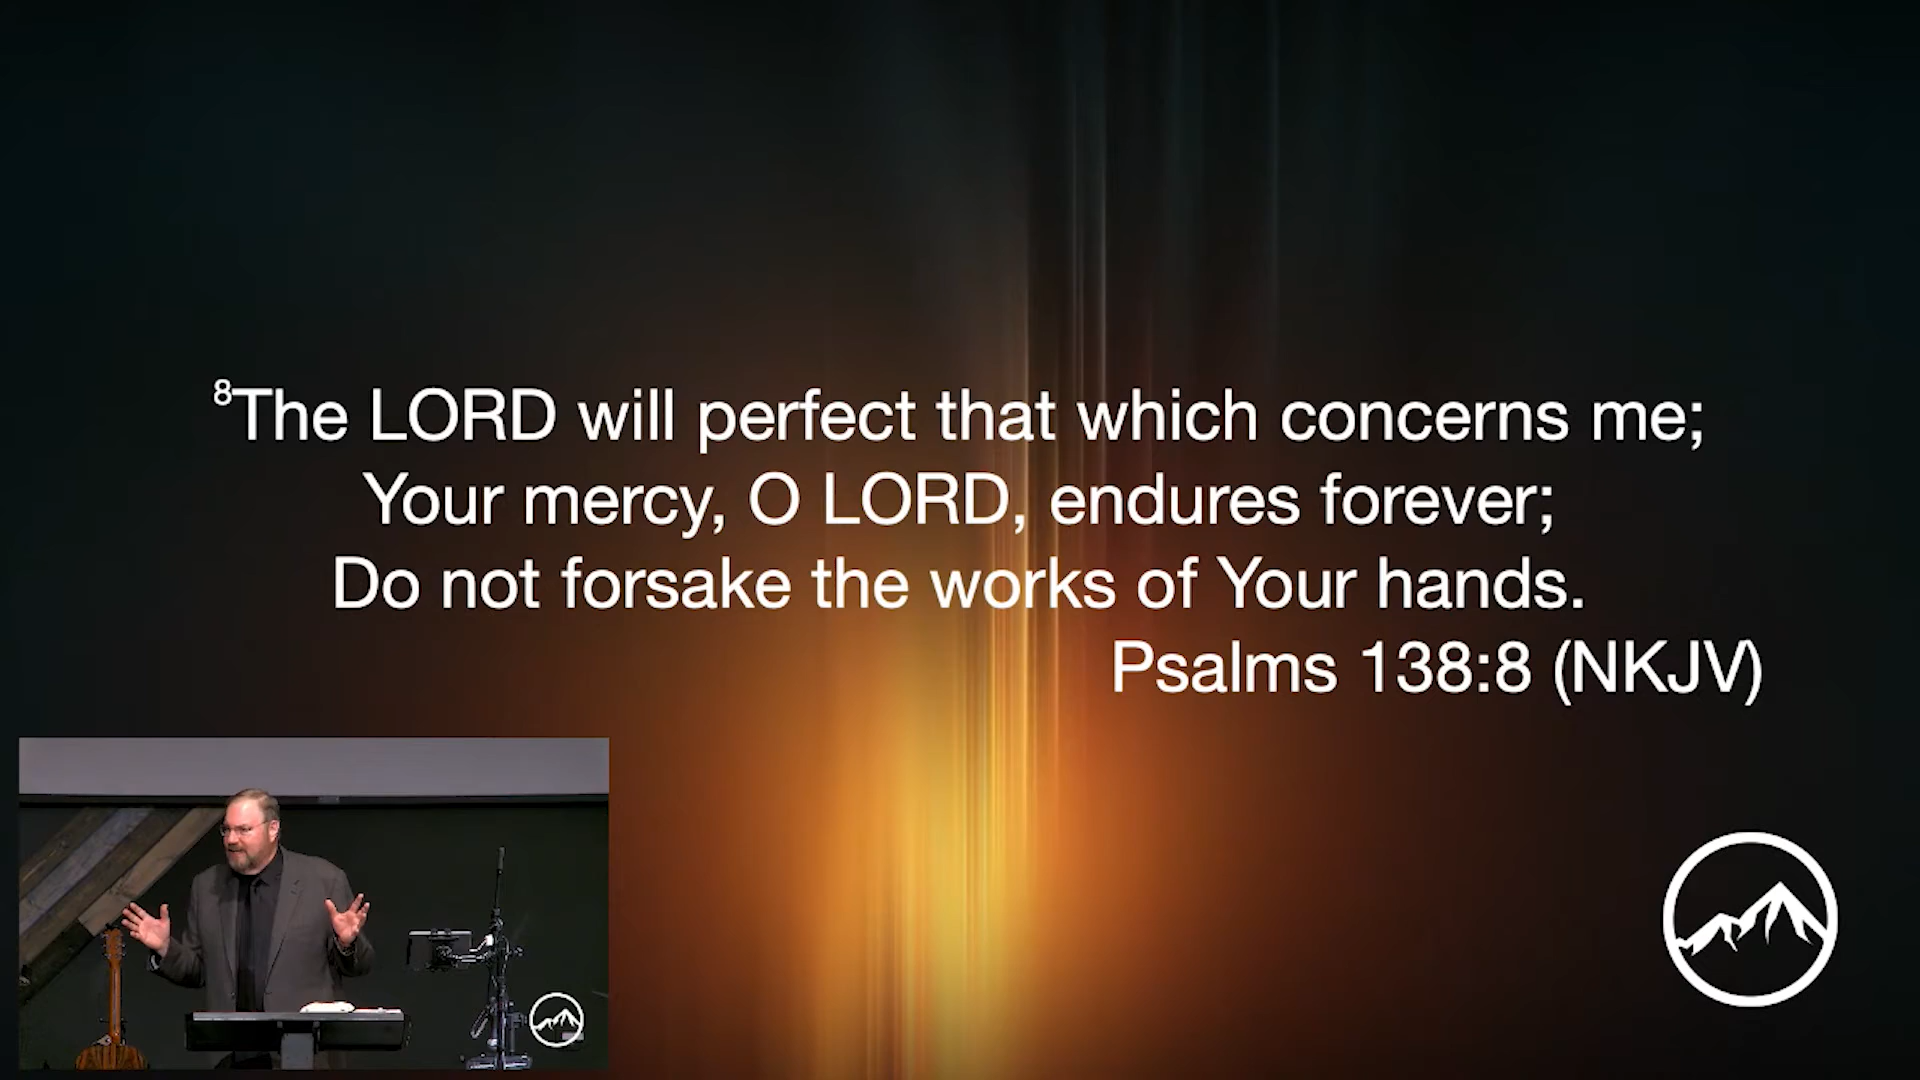 ⁸The LORD will perfect that which concerns me;
Your mercy, O LORD, endures forever;
Do not forsake the works of Your hands.
Psalms 138:8 (NKJV)